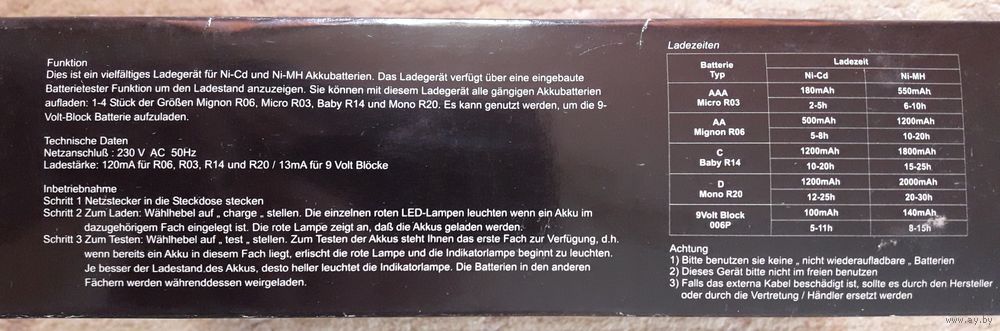 Funktion
Dies ist ein vielfältiges Ladegerät für Ni-Cd und Ni-MH Akkubatterien. Das Ladegerät verfügt über eine eingebaute
Batterietester Funktion um den Ladestand anzuzeigen. Sie können mit diesem Ladegerät alle gängigen Akkubatterien
aufladen: 1-4 Stück der Größen Mignon R06, Micro R03, Baby R14 und Mono R20. Es kann genutzt werden, um die 9-
Volt-Block Batterie aufzuladen.
Technische Daten
Netzanschluß : 230 V AC 50Hz
Ladestärke: 120mA für R06, R03, R14 und R20 / 13mA für 9 Volt Blöcke
Inbetriebnahme
Schritt 1 Netzstecker in die Steckdose stecken
Schritt 2 Zum Laden: Wählhebel auf „ charge „ stellen. Die einzelnen roten LED-Lampen leuchten wenn ein Akku im
dazugehörigem Fach eingelegt ist. Die rote Lampe zeigt an, daß die Akkus geladen werden.
Schritt 3 Zum Testen: Wählhebel auf „ test „ stellen. Zum Testen der Akkus steht Ihnen das erste Fach zur Verfügung, d.h.
wenn bereits ein Akku in diesem Fach liegt, erlischt die rote Lampe und die Indikatorlampe beginnt zu leuchten.
Je besser der Ladestand.des Akkus, desto heller leuchtet die Indikatorlampe. Die Batterien in den anderen
Fächern werden währenddessen weirgeladen.
Ladezeiten
Batterie Typ Ladezeit
Ni-Cd Ni-MH
AAA 180mAh 550mAh
Micro R03 2-5h 6-10h
AA 500mAh 1200mAh
Mignon R06 5-8h 10-20h
C 1200mAh 1800mAh
Baby R14 10-20h 15-25h
D 1200mAh 2000mAh
Mono R20 12-25h 20-30h
9Volt Block 100mAh 140mAh
006P 5-11h 8-15h
Achtung
1) Bitte benutzen sie keine „ nicht wiederaufladbare „ Batterien
2) Dieses Gerät bitte nicht im freien benutzen
3) Falls das externa Kabel beschädigt ist, sollte es durch den Hersteller
oder durch die Vertretung / Händler ersetzt werden
www.ay.by